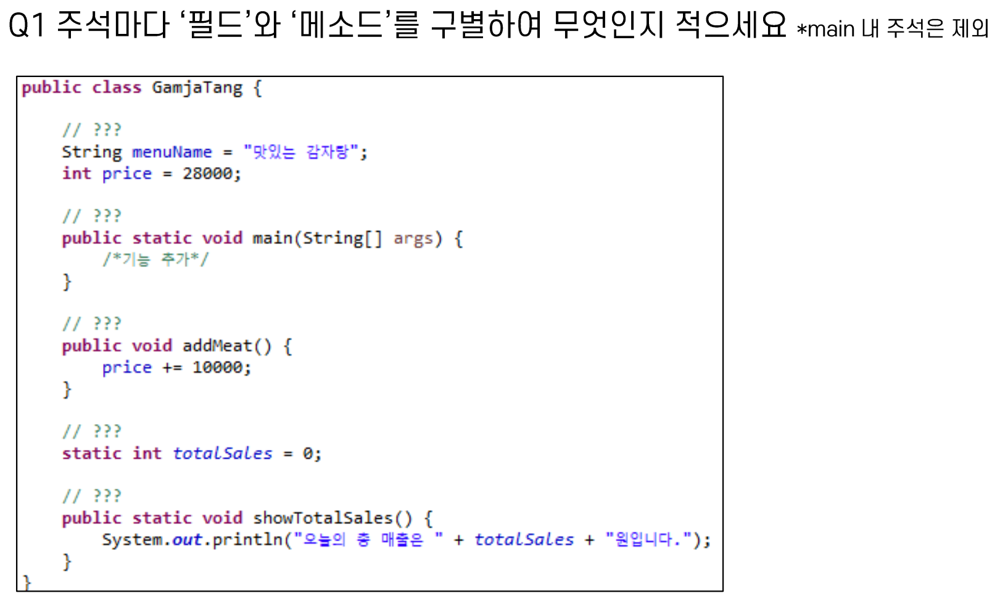 Q1 주석마다 ‘필드’와 ‘메소드’를 구별하여 무엇인지 적으세요 *main 내 주석은 제외
public class GamjaTang {
// ???
String menuName = "맛있는 감자탕";
int price = 28000;
// ???
public static void main(String[] args) {
/*기능 추가*/
}
// ???
public void addMeat() {
price += 10000;
}
// ???
static int totalSales = 0;
// ???
public static void showTotalSales() {
System.out.println("오늘의 총 매출은 " + totalSales + "원입니다.");
}
}